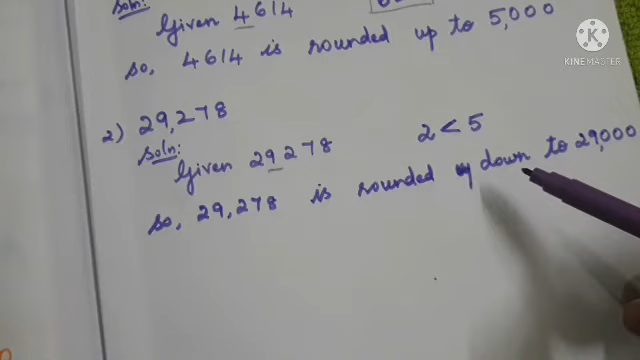 Soln:
Given 4614
So, 4614 is rounded up to 5,000
2) 29,278
Soln:
Given 29278 2<5
So, 29,278 is rounded down to 29,000
KINEMASTER